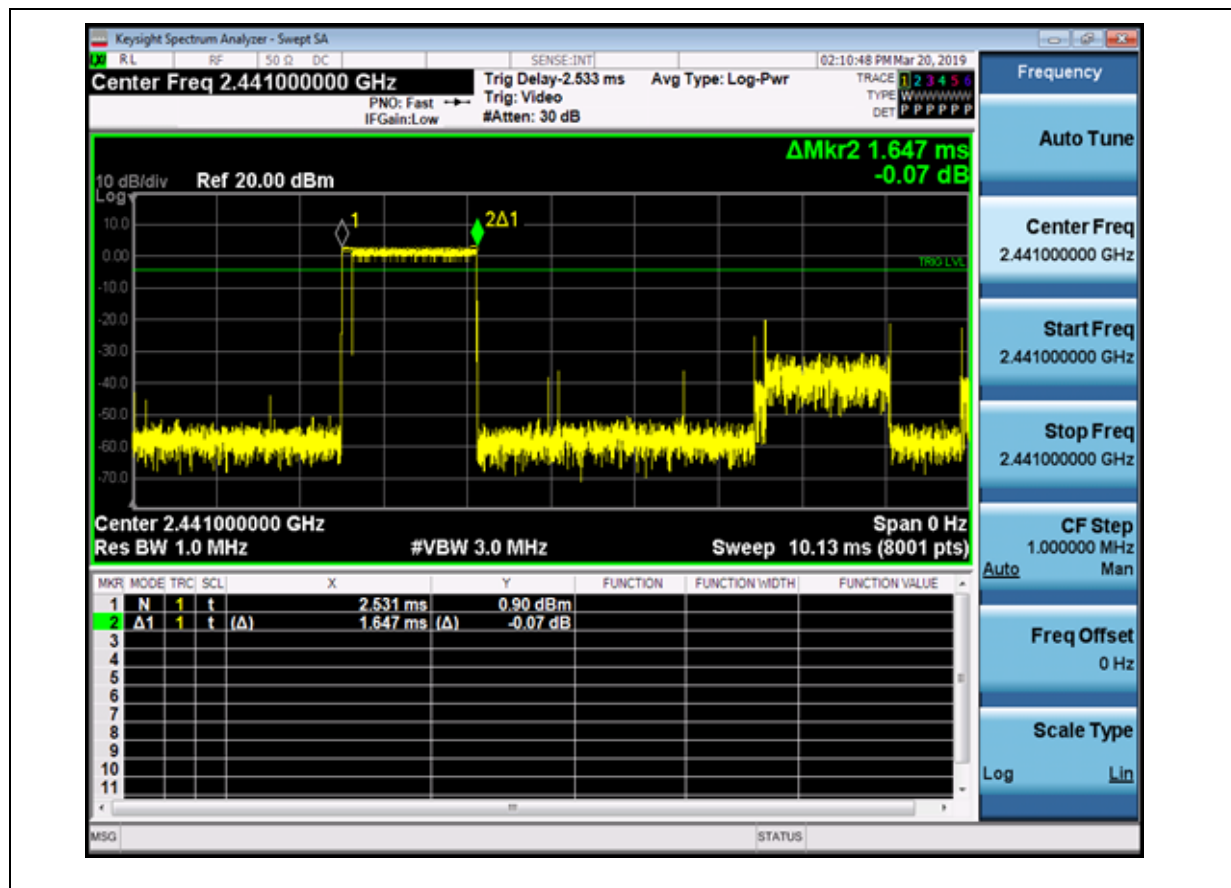 Keysight Spectrum Analyzer - Swept SA
LXI RL RF 50 Ω DC SENSE:INT 02:10:48 PM Mar 20, 2019
Center Freq 2.441000000 GHz
PNO: Fast
IFGain:Low
Trig Delay-2.533 ms
Trig: Video
#Atten: 30 dB
Avg Type: Log-Pwr
TRACE 1 2 3 4 5 6
TYPE WWWWWW
DET P P P P P P
ΔMkr2 1.647 ms
-0.07 dB
10 dB/div Ref 20.00 dBm
Log
1
2Δ1
10.0
0.00
TRIG LVL
-10.0
-20.0
-30.0
-40.0
-50.0
-60.0
-70.0
Center 2.441000000 GHz Span 0 Hz
Res BW 1.0 MHz #VBW 3.0 MHz Sweep 10.13 ms (8001 pts)
MKR MODE TRC SCL X Y FUNCTION FUNCTION WIDTH FUNCTION VALUE
1 N 1 t 2.531 ms 0.90 dBm
2 Δ1 1 t (Δ) 1.647 ms (Δ) -0.07 dB
3
4
5
6
7
8
9
10
11
MSG STATUS
Frequency
Auto Tune
Center Freq
2.441000000 GHz
Start Freq
2.441000000 GHz
Stop Freq
2.441000000 GHz
CF Step
1.000000 MHz
Auto Man
Freq Offset
0 Hz
Scale Type
Log Lin